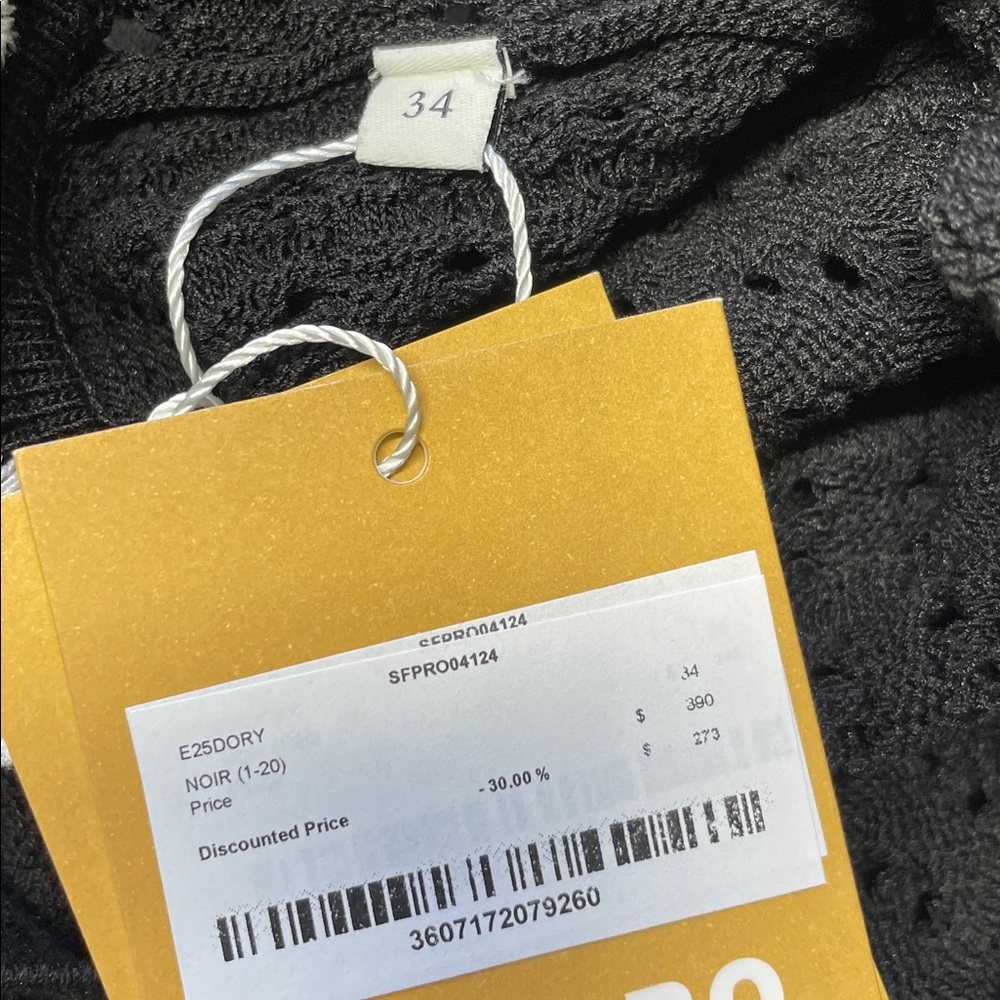 34
SFPRO04124
SFPRO04124
34
E25DORY $ 390
NOIR (1-20) $ 273
Price - 30.00 %
Discounted Price
3607172079260